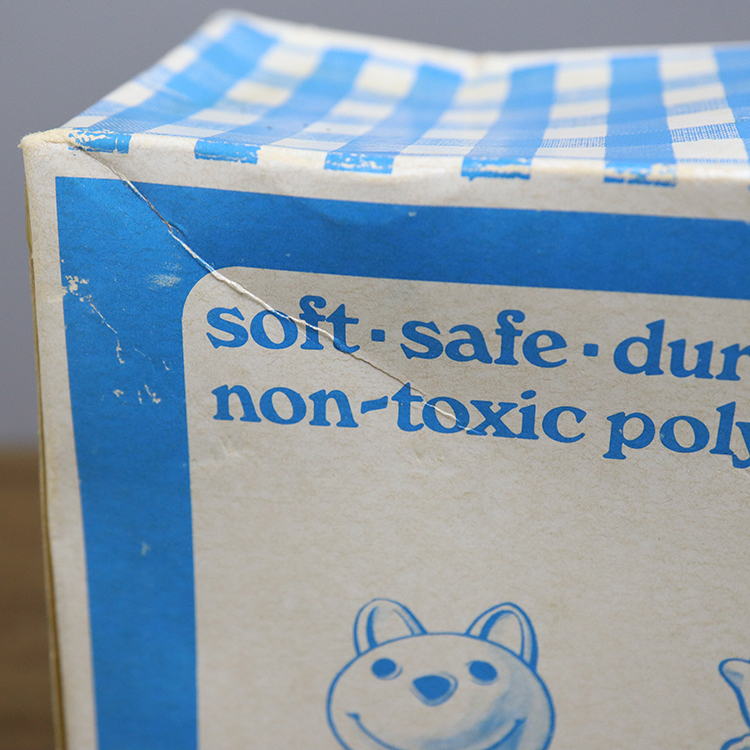 soft · safe · dur
non-toxic poly